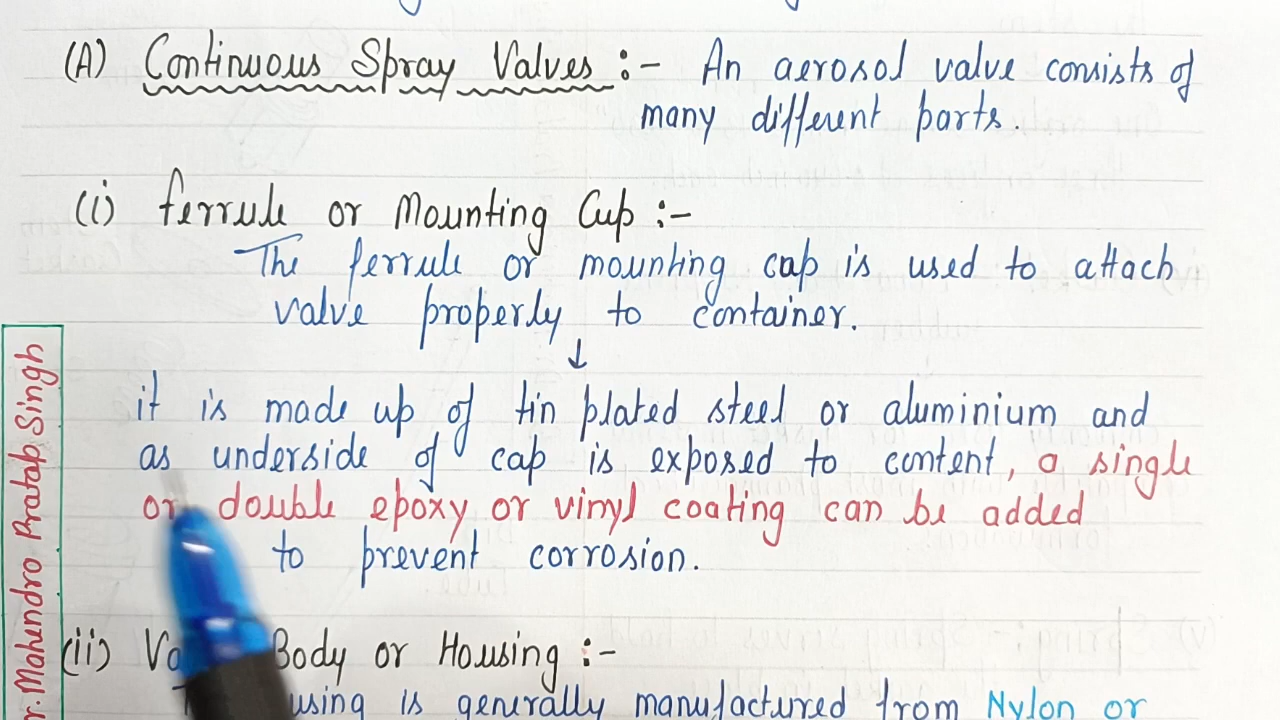 (A) Continuous Spray Valves :- An aerosol valve consists of
many different parts.
(i) Ferrule or Mounting Cup :-
The ferrule or mounting cap is used to attach
valve properly to container.
↓
it is made up of tin plated steel or aluminium and
as underside of cap is exposed to content, a single
or double epoxy or vinyl coating can be added
to prevent corrosion.
(ii) Body or Housing :-
is generally manufactured from Nylon or
r. Mahendra Pratap Singh